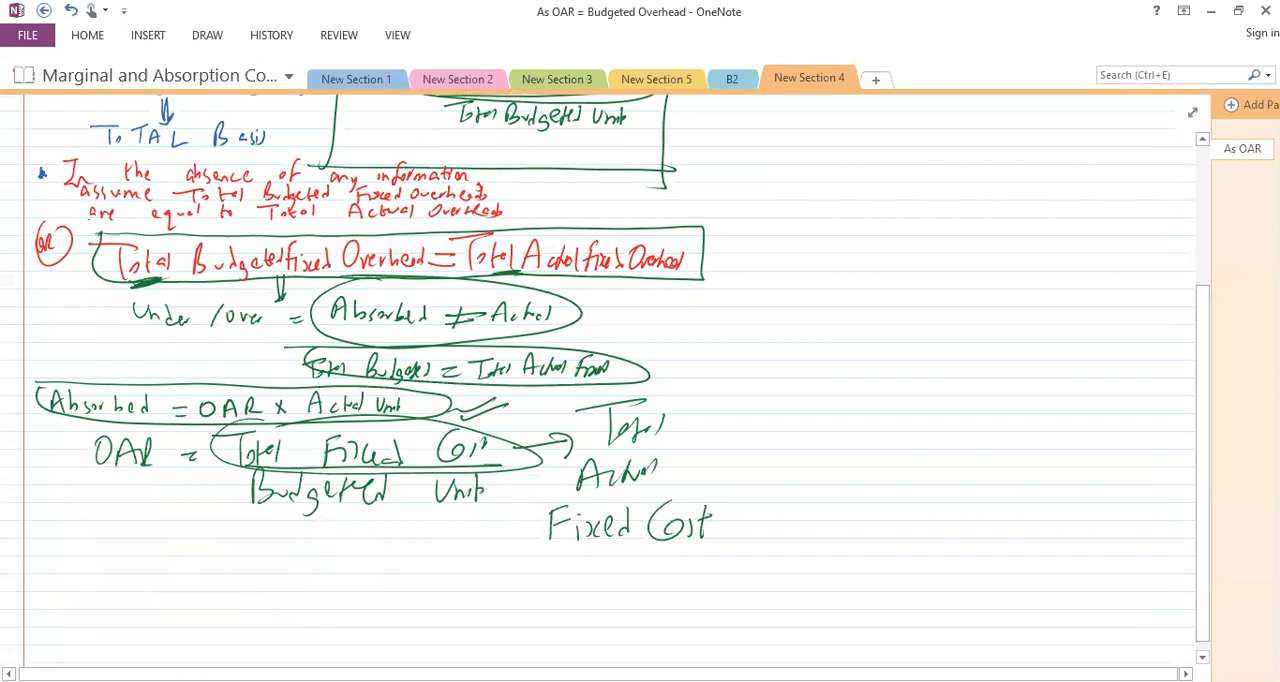 As OAR = Budgeted Overhead - OneNote
Sign in
FILE HOME INSERT DRAW HISTORY REVIEW VIEW
Marginal and Absorption Co... New Section 1 New Section 2 New Section 3 New Section 5 B2 New Section 4
Search (Ctrl+E)
Add Pa
As OAR
Total Budgeted Unit
TOTAL Basis
* In the absence of any information
assume Total Budgeted Fixed Overheads
are equal to Total Actual Overheads
OR
Total Budgeted fixed Overhead = Total Actual fixed Overhead
Under / over = Absorbed ≠ Actual
Total Budgeted = Total Actual Fixed
Absorbed = OAR x Actual Unit
OAR = Total Fixed Cost
Budgeted Unit
Total
Actual
Fixed Cost